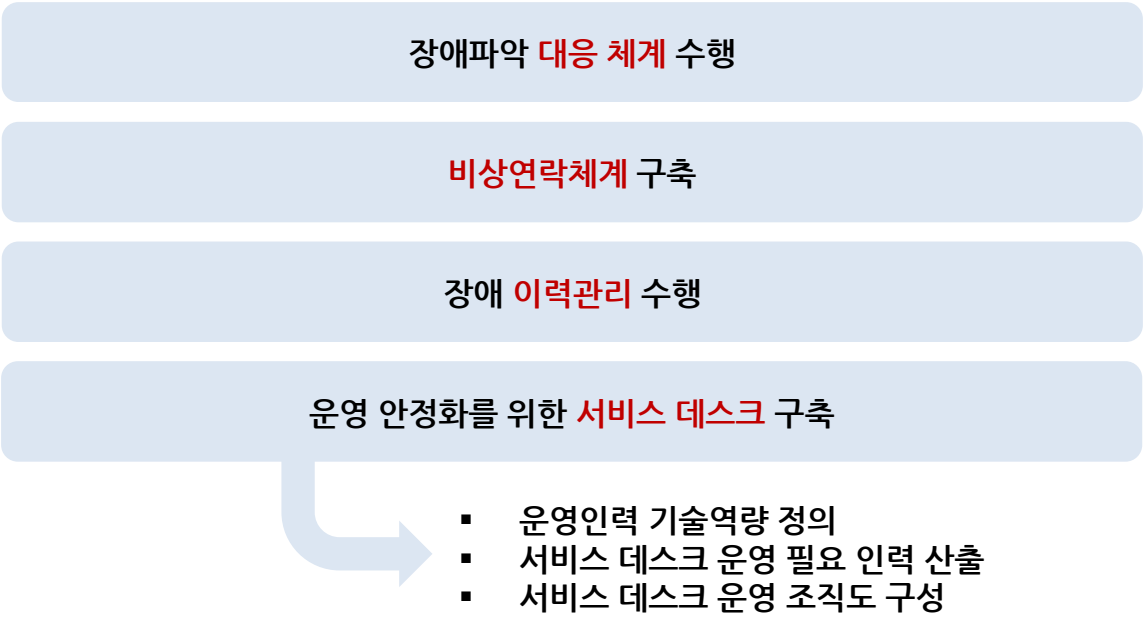 장애파악 대응 체계 수행
비상연락체계 구축
장애 이력관리 수행
운영 안정화를 위한 서비스 데스크 구축
▪ 운영인력 기술역량 정의
▪ 서비스 데스크 운영 필요 인력 산출
▪ 서비스 데스크 운영 조직도 구성